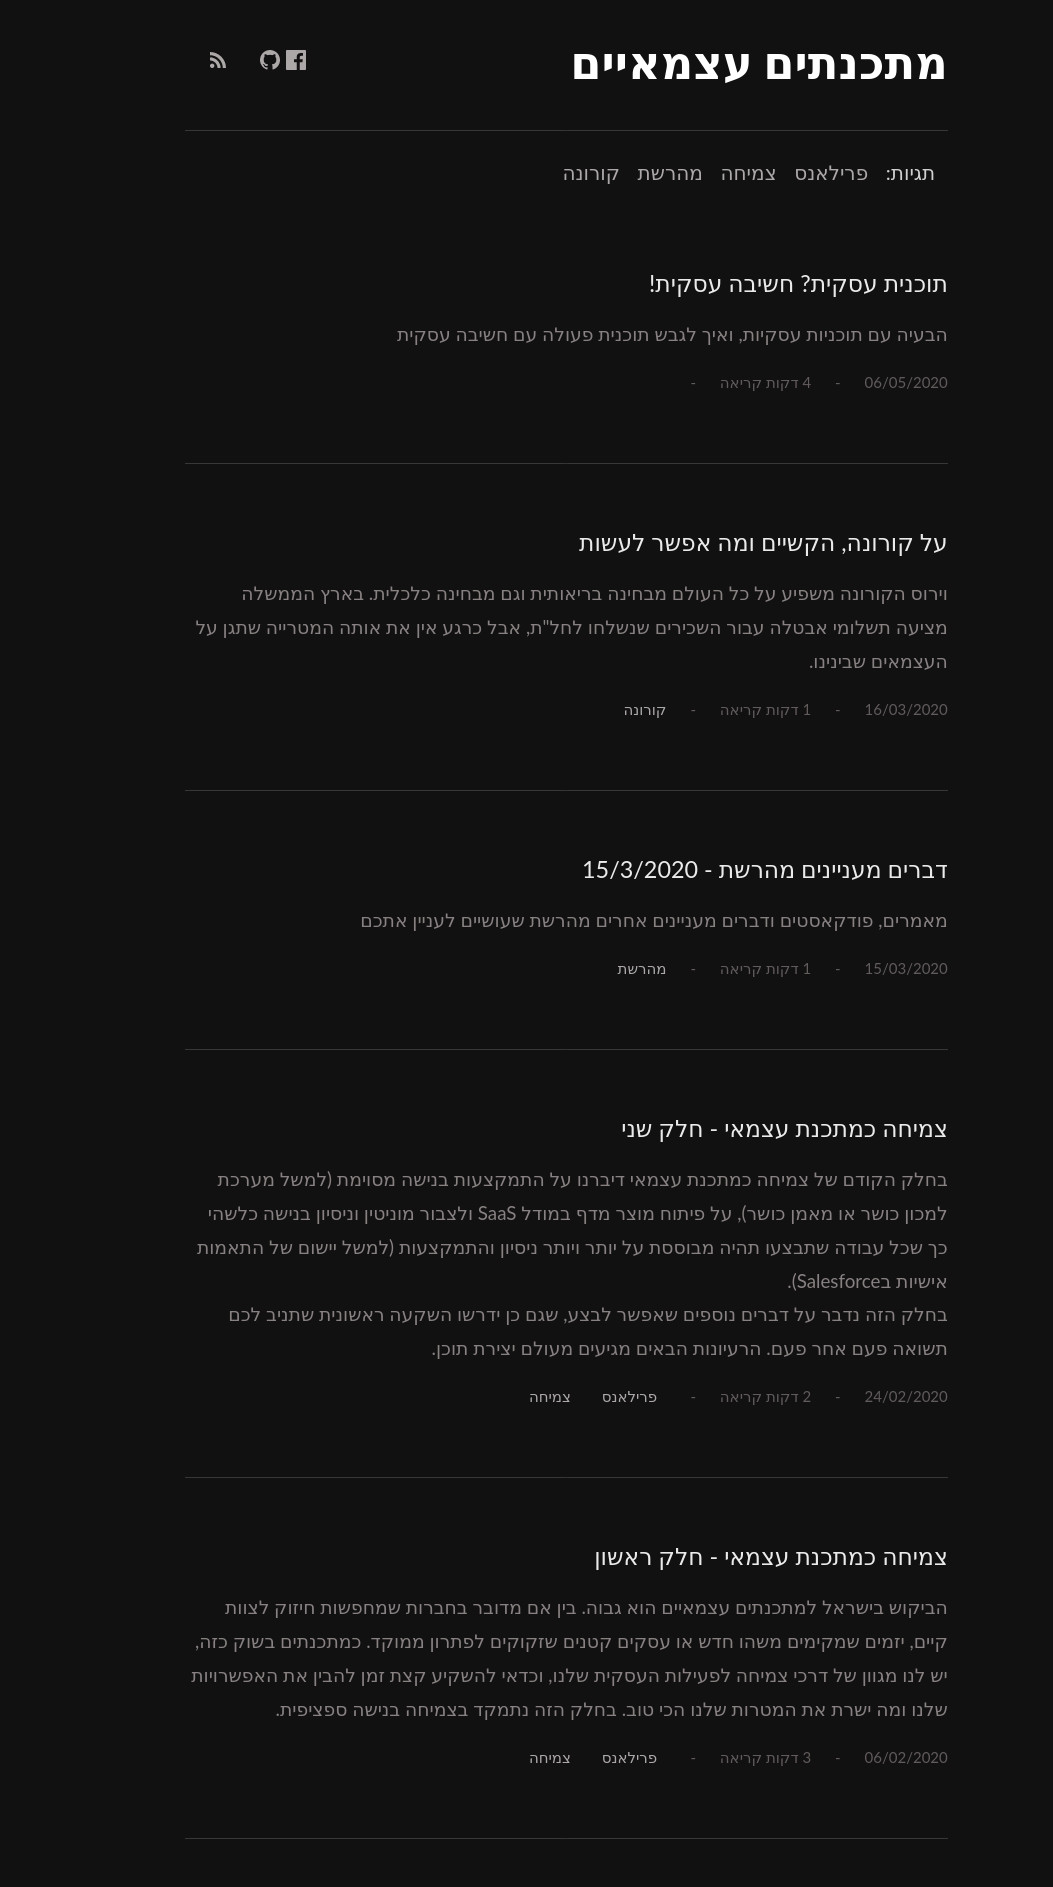 מתכנתים עצמאיים
תגיות: פרילאנס צמיחה מהרשת קורונה
תוכנית עסקית? חשיבה עסקית!
הבעיה עם תוכניות עסקיות, ואיך לגבש תוכנית פעולה עם חשיבה עסקית
06/05/2020 - 4 דקות קריאה -
על קורונה, הקשיים ומה אפשר לעשות
וירוס הקורונה משפיע על כל העולם מבחינה בריאותית וגם מבחינה כלכלית. בארץ הממשלה
מציעה תשלומי אבטלה עבור השכירים שנשלחו לחל"ת, אבל כרגע אין את אותה המטרייה שתגן על
העצמאים שבינינו.
16/03/2020 - 1 דקות קריאה - קורונה
דברים מעניינים מהרשת - 15/3/2020
מאמרים, פודקאסטים ודברים מעניינים אחרים מהרשת שעושיים לעניין אתכם
15/03/2020 - 1 דקות קריאה - מהרשת
צמיחה כמתכנת עצמאי - חלק שני
בחלק הקודם של צמיחה כמתכנת עצמאי דיברנו על התמקצעות בנישה מסוימת (למשל מערכת
למכון כושר או מאמן כושר), על פיתוח מוצר מדף במודל SaaS ולצבור מוניטין וניסיון בנישה כלשהי
כך שכל עבודה שתבצעו תהיה מבוססת על יותר ויותר ניסיון והתמקצעות (למשל יישום של התאמות
אישיות בSalesforce).
בחלק הזה נדבר על דברים נוספים שאפשר לבצע, שגם כן ידרשו השקעה ראשונית שתניב לכם
תשואה פעם אחר פעם. הרעיונות הבאים מגיעים מעולם יצירת תוכן.
24/02/2020 - 2 דקות קריאה - פרילאנס צמיחה
צמיחה כמתכנת עצמאי - חלק ראשון
הביקוש בישראל למתכנתים עצמאיים הוא גבוה. בין אם מדובר בחברות שמחפשות חיזוק לצוות
קיים, יזמים שמקימים משהו חדש או עסקים קטנים שזקוקים לפתרון ממוקד. כמתכנתים בשוק כזה,
יש לנו מגוון של דרכי צמיחה לפעילות העסקית שלנו, וכדאי להשקיע קצת זמן להבין את האפשרויות
שלנו ומה ישרת את המטרות שלנו הכי טוב. בחלק הזה נתמקד בצמיחה בנישה ספציפית.
06/02/2020 - 3 דקות קריאה - פרילאנס צמיחה